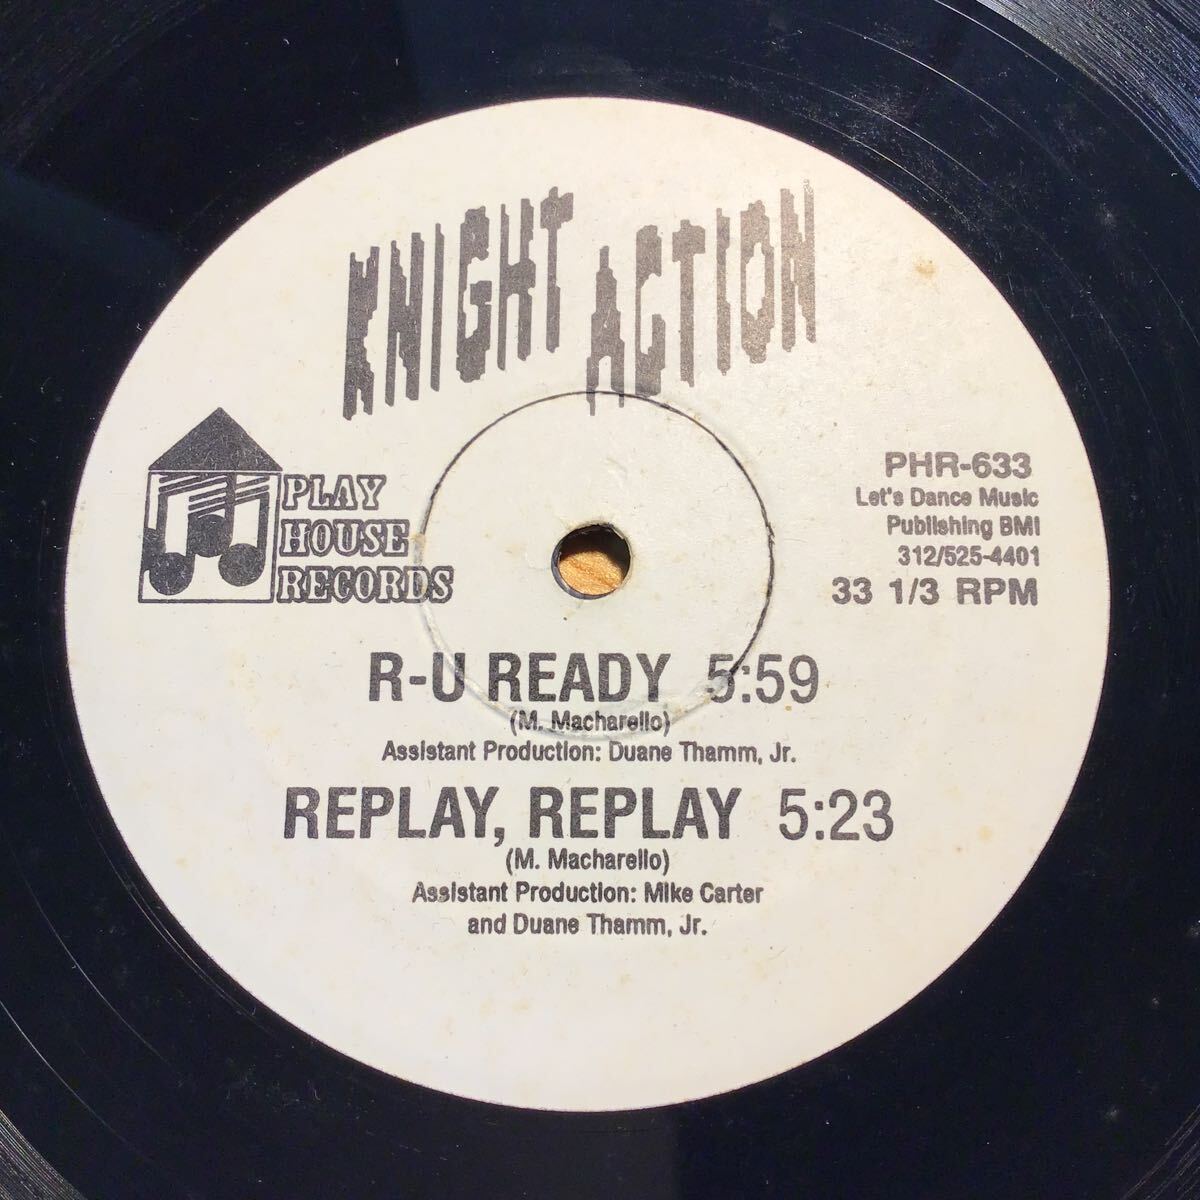 KNIGHT ACTION
PLAY
HOUSE
RECORDS
PHR-633
Let's Dance Music
Publishing BMI
312/525-4401
33 1/3 RPM
R-U READY 5:59
(M. Macharello)
Assistant Production: Duane Thamm, Jr.
REPLAY, REPLAY 5:23
(M. Macharello)
Assistant Production: Mike Carter
and Duane Thamm, Jr.